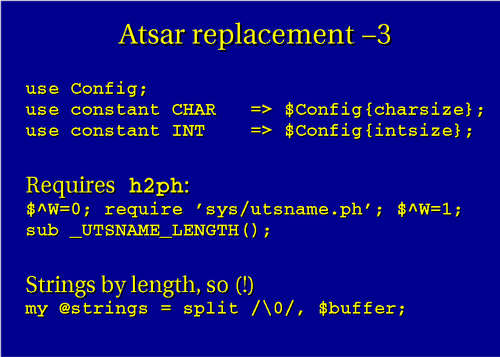 Atsar replacement –3
use Config;
use constant CHAR   => $Config{charsize};
use constant INT    => $Config{intsize};
Requires h2ph:
$^W=0; require ’sys/utsname.ph’; $^W=1;
sub _UTSNAME_LENGTH();
Strings by length, so (!)
my @strings = split /\0/, $buffer;